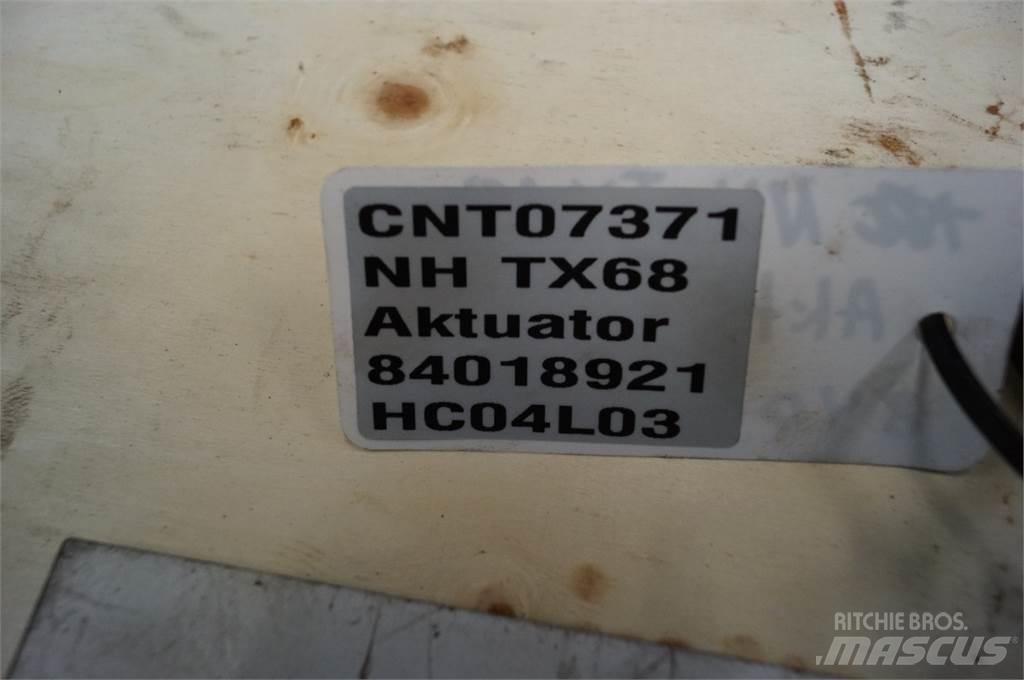 CNT07371
NH TX68
Aktuator
84018921
HC04L03
RITCHIE BROS.
MASCUS